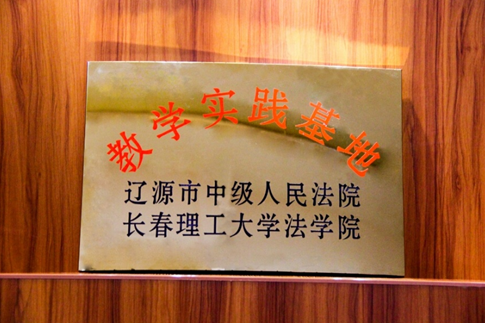 教学实践基地
辽源市中级人民法院
长春理工大学法学院